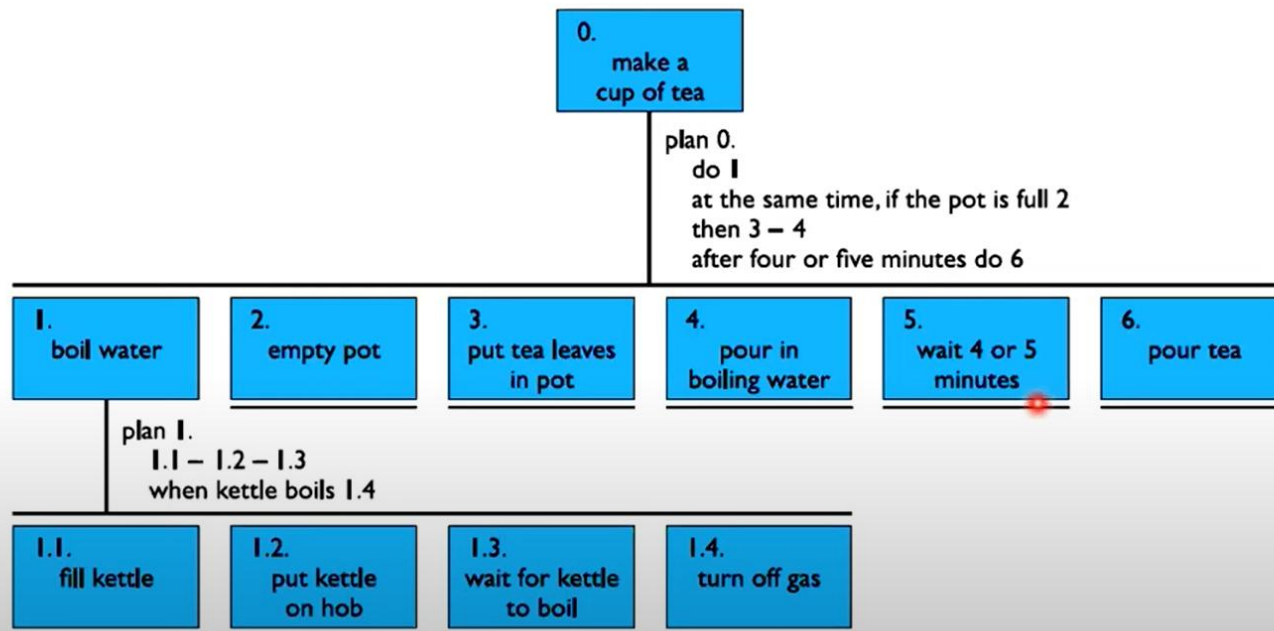 0.
make a
cup of tea
plan 0.
do 1
at the same time, if the pot is full 2
then 3 – 4
after four or five minutes do 6
1.
boil water
2.
empty pot
3.
put tea leaves
in pot
4.
pour in
boiling water
5.
wait 4 or 5
minutes
6.
pour tea
plan 1.
1.1 – 1.2 – 1.3
when kettle boils 1.4
1.1.
fill kettle
1.2.
put kettle
on hob
1.3.
wait for kettle
to boil
1.4.
turn off gas